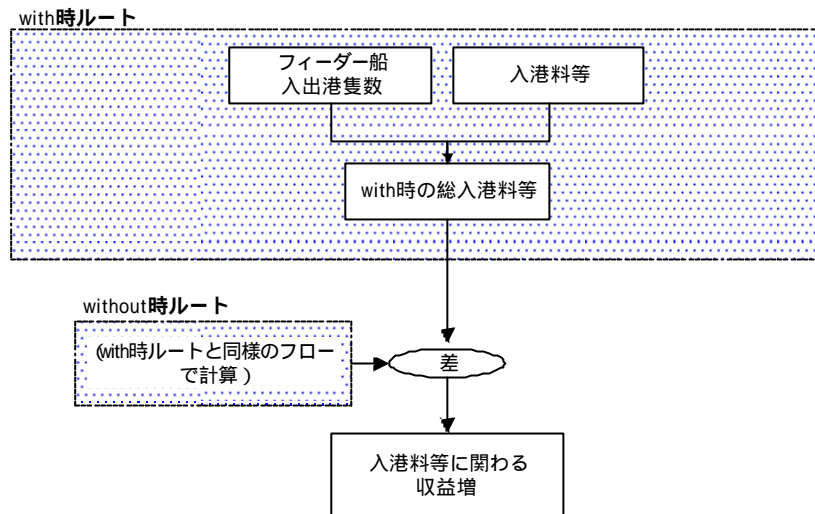 with時ルート
フィーダー船
入出港隻数
入港料等
with時の総入港料等
without時ルート
(with時ルートと同様のフロー
で計算）
差
入港料等に関わる
収益増